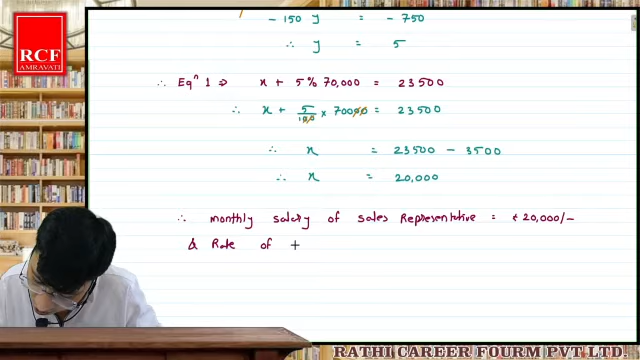 - 150 y = - 750
∴ y = 5
RCF
AMRAVATI
∴ Eqⁿ 1 ⇒ x + 5% 70,000 = 23500
∴ x + 5/100 × 70000 = 23500
∴ x = 23500 - 3500
∴ x = 20,000
∴ monthly salary of sales Representative = ₹20,000/-
& Rate of
RATHI CAREER FOURM PVT LTD